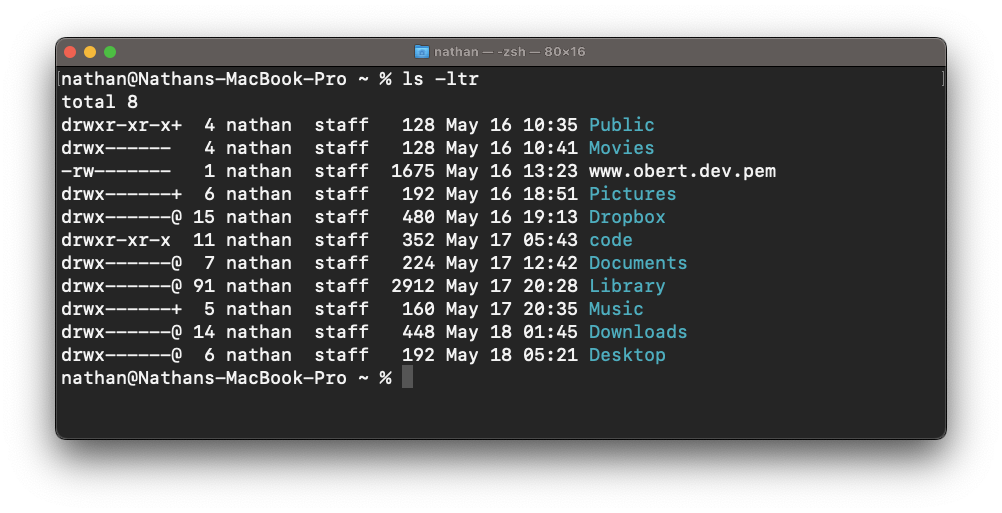 nathan — -zsh — 80×16
nathan@Nathans-MacBook-Pro ~ % ls -ltr
total 8
drwxr-xr-x+  4 nathan  staff   128 May 16 10:35 Public
drwx------   4 nathan  staff   128 May 16 10:41 Movies
-rw-------   1 nathan  staff  1675 May 16 13:23 www.obert.dev.pem
drwx------+  6 nathan  staff   192 May 16 18:51 Pictures
drwx------@ 15 nathan  staff   480 May 16 19:13 Dropbox
drwxr-xr-x  11 nathan  staff   352 May 17 05:43 code
drwx------@  7 nathan  staff   224 May 17 12:42 Documents
drwx------@ 91 nathan  staff  2912 May 17 20:28 Library
drwx------+  5 nathan  staff   160 May 17 20:35 Music
drwx------@ 14 nathan  staff   448 May 18 01:45 Downloads
drwx------@  6 nathan  staff   192 May 18 05:21 Desktop
nathan@Nathans-MacBook-Pro ~ %